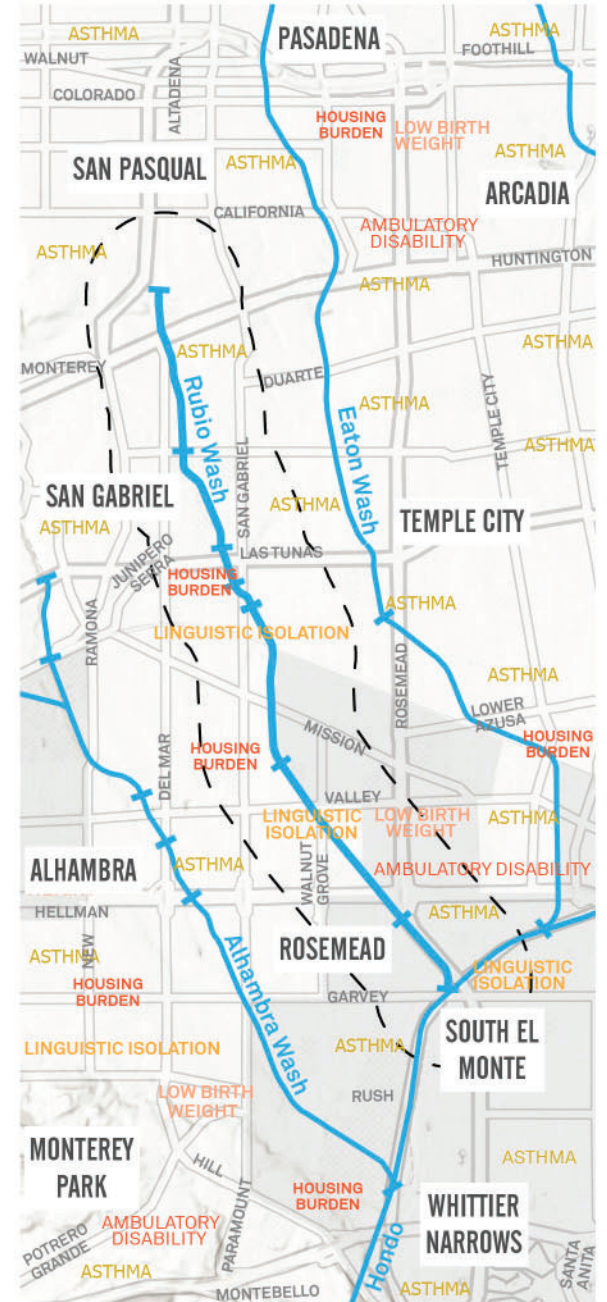 ASTHMA
PASADENA
ASTHMA
FOOTHILL
WALNUT
COLORADO
ALTADENA
HOUSING
BURDEN
LOW BIRTH
WEIGHT
SAN PASQUAL
ASTHMA
ASTHMA
ARCADIA
CALIFORNIA
AMBULATORY
DISABILITY
ASTHMA
HUNTINGTON
ASTHMA
ASTHMA
ASTHMA
MONTEREY
DUARTE
Rubio Wash
ASTHMA
TEMPLE CITY
Eaton Wash
ASTHMA
SAN GABRIEL
SAN GABRIEL
ASTHMA
TEMPLE CITY
ASTHMA
JUNIPERO
SERRA
LAS TUNAS
HOUSING
BURDEN
ASTHMA
LINGUISTIC ISOLATION
RAMONA
ROSEMEAD
ASTHMA
LOWER
AZUSA
MISSION
HOUSING
BURDEN
HOUSING
BURDEN
DEL MAR
VALLEY
LINGUISTIC
ISOLATION
LOW BIRTH
WEIGHT
ASTHMA
ALHAMBRA
ASTHMA
WALNUT
GROVE
AMBULATORY DISABILITY
HELLMAN
ASTHMA
ASTHMA
NEW
ROSEMEAD
Alhambra Wash
LINGUISTIC
ISOLATION
HOUSING
BURDEN
GARVEY
SOUTH EL
MONTE
LINGUISTIC ISOLATION
ASTHMA
LOW BIRTH
WEIGHT
RUSH
MONTEREY
PARK
HILL
ASTHMA
HOUSING
BURDEN
PARAMOUNT
WHITTIER
NARROWS
AMBULATORY
DISABILITY
POTRERO
GRANDE
ASTHMA
Hondo
SANTA
ANITA
MONTEBELLO
ASTHMA